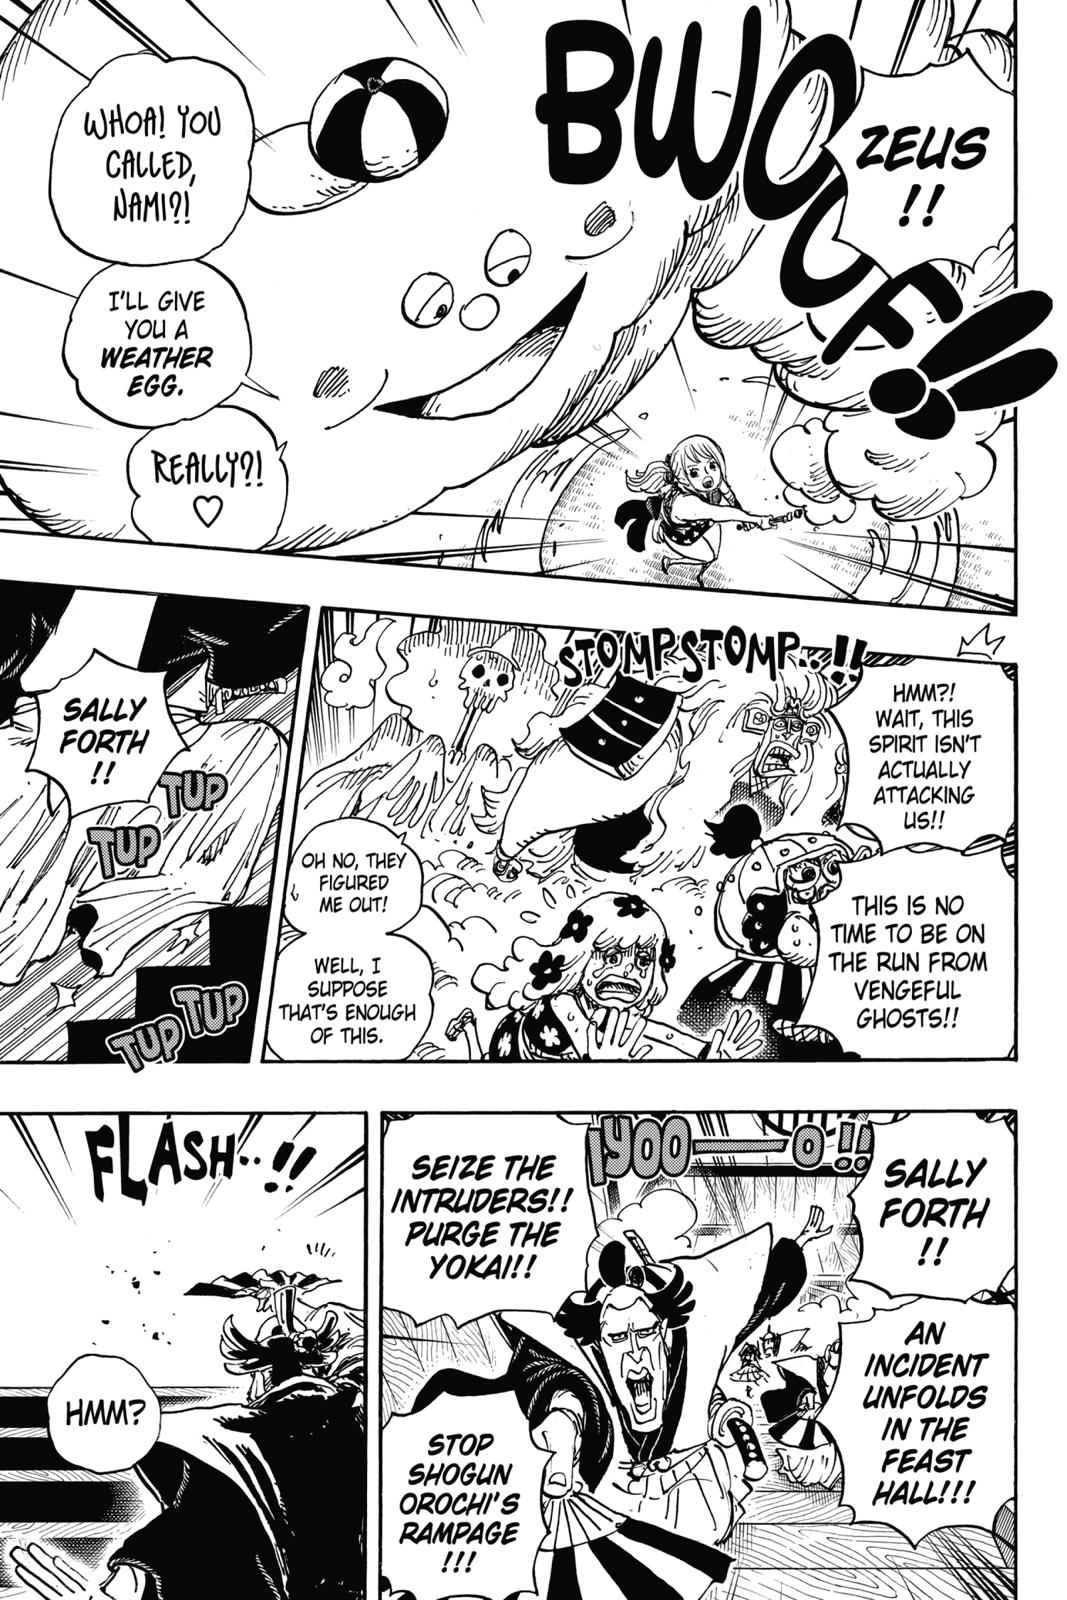 ZEUS
!!
BWOOF!!
WHOA! YOU
CALLED,
NAMI?!
I'LL GIVE
YOU A
WEATHER
EGG.
REALLY?!
♡
STOMP STOMP..!!
HMM?!
WAIT, THIS
SPIRIT ISN'T
ACTUALLY
ATTACKING
US!!
THIS IS NO
TIME TO BE ON
THE RUN FROM
VENGEFUL
GHOSTS!!
OH NO, THEY
FIGURED
ME OUT!
WELL, I
SUPPOSE
THAT'S ENOUGH
OF THIS.
SALLY
FORTH
!!
TUP
TUP
TUP
TUP
IYOO—O!!
SALLY
FORTH
!!
AN
INCIDENT
UNFOLDS
IN THE
FEAST
HALL!!!
SEIZE THE
INTRUDERS!!
PURGE THE
YOKAI!!
STOP
SHOGUN
OROCHI'S
RAMPAGE
!!!
FLASH..!!
HMM?